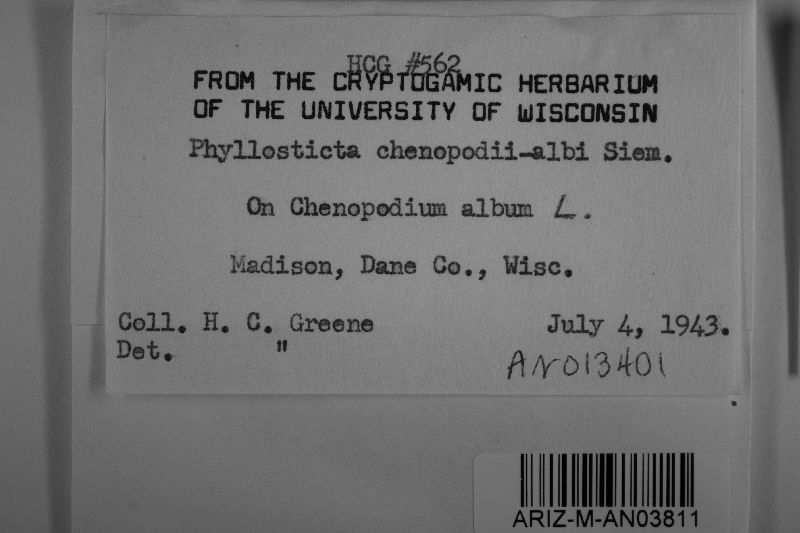 HCG #562
FROM THE CRYPTOGAMIC HERBARIUM
OF THE UNIVERSITY OF WISCONSIN
Phyllosticta chenopodii-albi Siem.
On Chenopodium album L.
Madison, Dane Co., Wisc.
Coll. H. C. Greene July 4, 1943.
Det. "
AN013401
ARIZ-M-AN03811